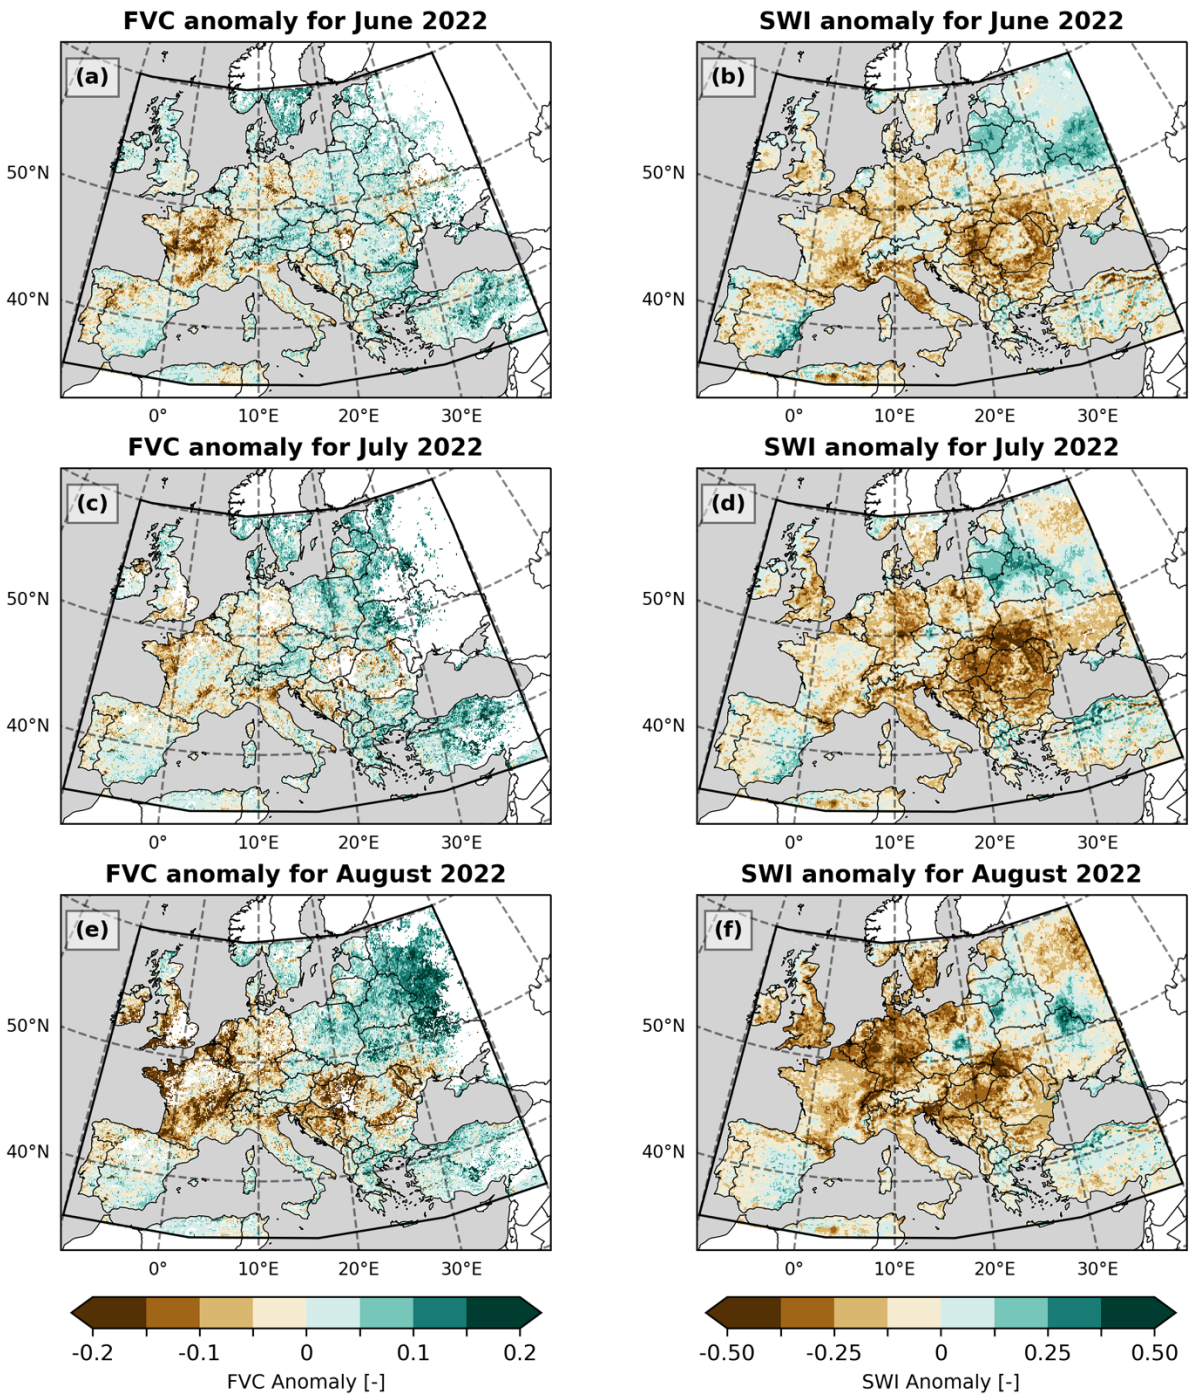 FVC anomaly for June 2022
SWI anomaly for June 2022
(a)
(b)
50°N
40°N
50°N
40°N
0°
10°E
20°E
30°E
0°
10°E
20°E
30°E
FVC anomaly for July 2022
SWI anomaly for July 2022
(c)
(d)
50°N
40°N
50°N
40°N
0°
10°E
20°E
30°E
0°
10°E
20°E
30°E
FVC anomaly for August 2022
SWI anomaly for August 2022
(e)
(f)
50°N
40°N
50°N
40°N
0°
10°E
20°E
30°E
0°
10°E
20°E
30°E
-0.2
-0.1
0
0.1
0.2
-0.50
-0.25
0
0.25
0.50
FVC Anomaly [-]
SWI Anomaly [-]